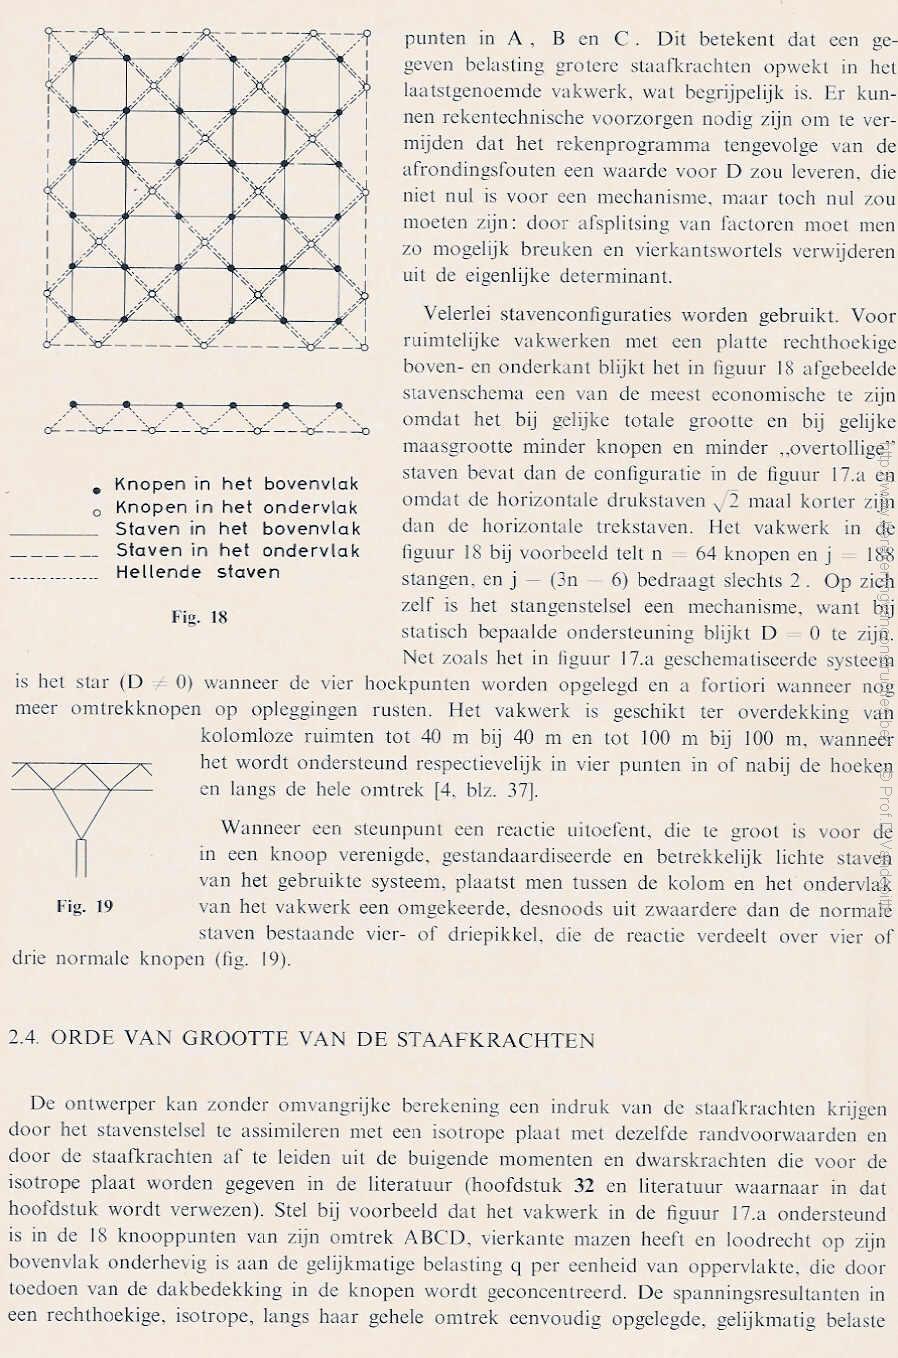 punten in A, B en C. Dit betekent dat een ge-
geven belasting grotere staafkrachten opwekt in het
laatstgenoemde vakwerk, wat begrijpelijk is. Er kun-
nen rekentechnische voorzorgen nodig zijn om te ver-
mijden dat het rekenprogramma tengevolge van de
afrondingsfouten een waarde voor D zou leveren, die
niet nul is voor een mechanisme, maar toch nul zou
moeten zijn: door afsplitsing van factoren moet men
zo mogelijk breuken en vierkantswortels verwijderen
uit de eigenlijke determinant.
Velerlei stavenconfiguraties worden gebruikt. Voor
ruimtelijke vakwerken met een platte rechthoekige
boven- en onderkant blijkt het in figuur 18 afgebeelde
stavenschema een van de meest economische te zijn
omdat het bij gelijke totale grootte en bij gelijke
maasgrootte minder knopen en minder ,,overtollige”
staven bevat dan de configuratie in de figuur 17.a en
omdat de horizontale drukstaven √2 maal korter zijn
dan de horizontale trekstaven. Het vakwerk in de
figuur 18 bij voorbeeld telt n = 64 knopen en j = 188
stangen, en j — (3n — 6) bedraagt slechts 2. Op zich
zelf is het stangenstelsel een mechanisme, want bij
statisch bepaalde ondersteuning blijkt D = 0 te zijn.
Net zoals het in figuur 17.a geschematiseerde systeem
• Knopen in het bovenvlak
○ Knopen in het ondervlak
Staven in het bovenvlak
Staven in het ondervlak
Hellende staven
Fig. 18
is het star (D ≠ 0) wanneer de vier hoekpunten worden opgelegd en a fortiori wanneer nog
meer omtrekknopen op opleggingen rusten. Het vakwerk is geschikt ter overdekking van
kolomloze ruimten tot 40 m bij 40 m en tot 100 m bij 100 m, wanneer
het wordt ondersteund respectievelijk in vier punten in of nabij de hoeken
en langs de hele omtrek [4, blz. 37].
Wanneer een steunpunt een reactie uitoefent, die te groot is voor de
in een knoop verenigde, gestandaardiseerde en betrekkelijk lichte staven
van het gebruikte systeem, plaatst men tussen de kolom en het ondervlak
van het vakwerk een omgekeerde, desnoods uit zwaardere dan de normale
staven bestaande vier- of driepikkel, die de reactie verdeelt over vier of
drie normale knopen (fig. 19).
Fig. 19
2.4. ORDE VAN GROOTTE VAN DE STAAFKRACHTEN
De ontwerper kan zonder omvangrijke berekening een indruk van de staafkrachten krijgen
door het stavenstelsel te assimileren met een isotrope plaat met dezelfde randvoorwaarden en
door de staafkrachten af te leiden uit de buigende momenten en dwarskrachten die voor de
isotrope plaat worden gegeven in de literatuur (hoofdstuk 32 en literatuur waarnaar in dat
hoofdstuk wordt verwezen). Stel bij voorbeeld dat het vakwerk in de figuur 17.a ondersteund
is in de 18 knooppunten van zijn omtrek ABCD, vierkante mazen heeft en loodrecht op zijn
bovenvlak onderhevig is aan de gelijkmatige belasting q per eenheid van oppervlakte, die door
toedoen van de dakbedekking in de knopen wordt geconcentreerd. De spanningsresultanten in
een rechthoekige, isotrope, langs haar gehele omtrek eenvoudig opgelegde, gelijkmatig belaste